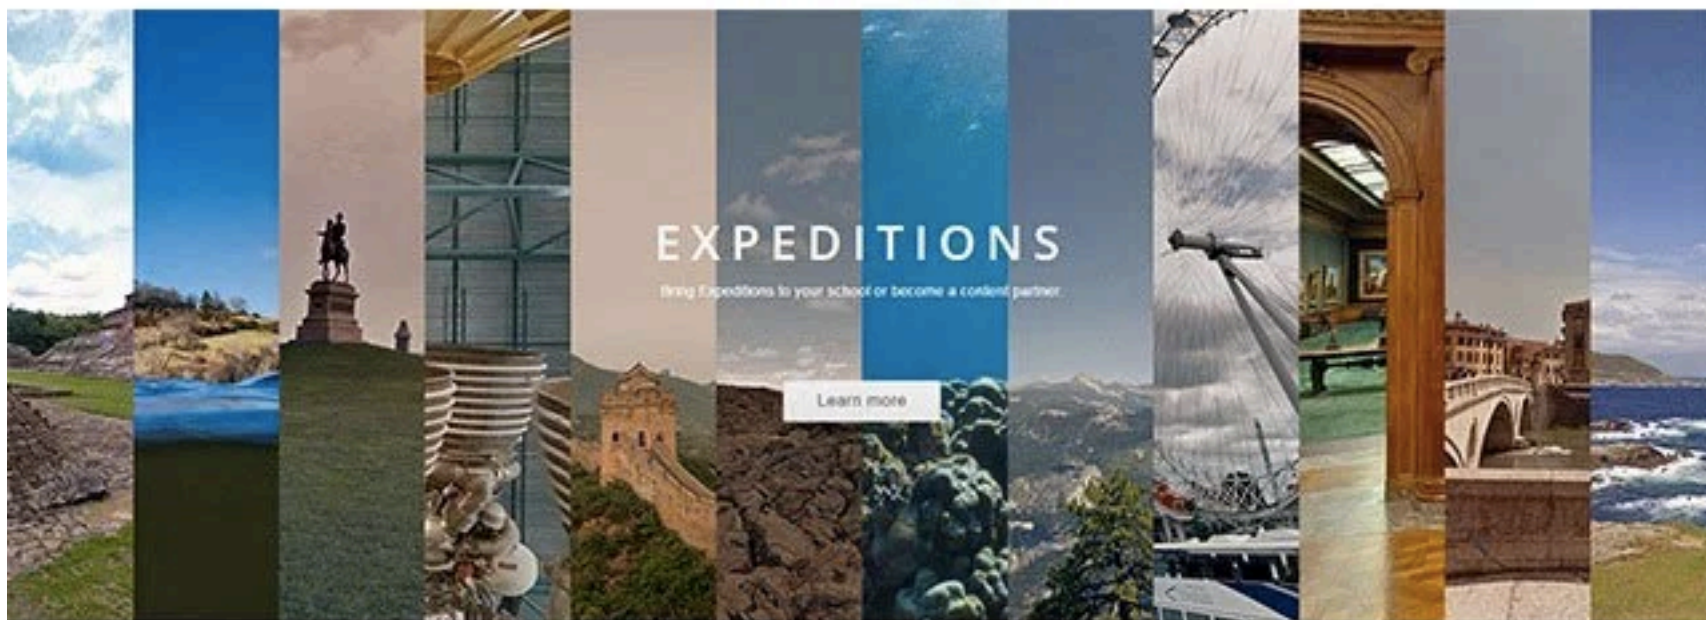 EXPEDITIONS
Bring Expeditions to your school or become a content partner.
Learn more